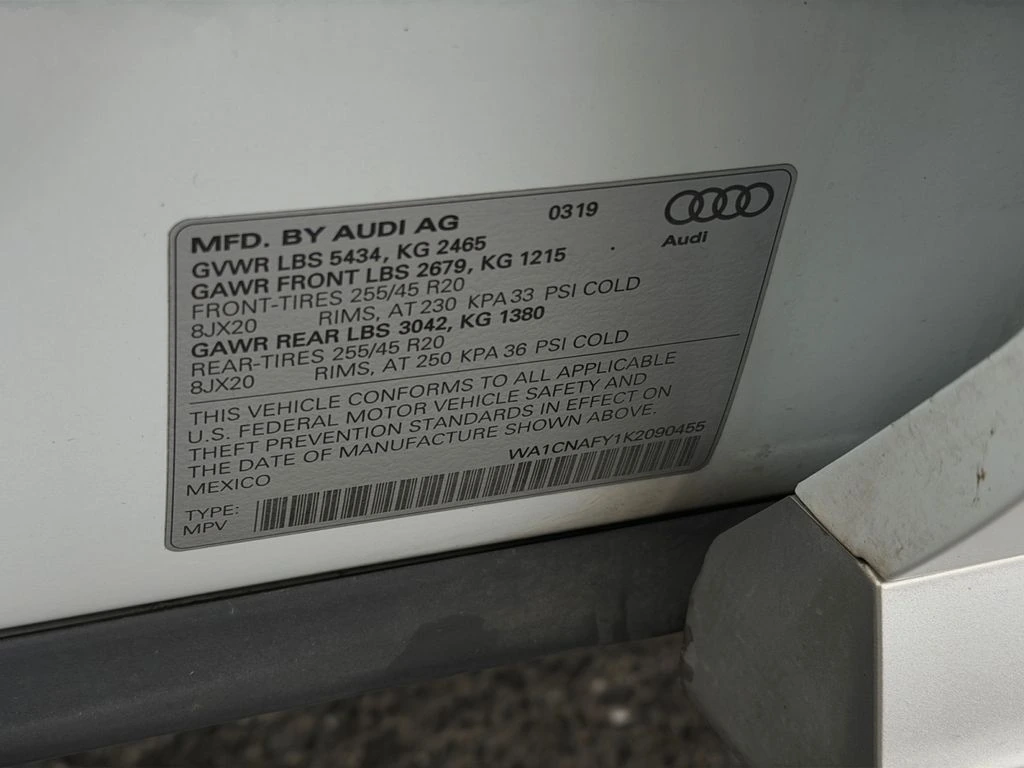 MFD. BY AUDI AG 0319
Audi
GVWR LBS 5434, KG 2465
GAWR FRONT LBS 2679, KG 1215
FRONT-TIRES 255/45 R20
8JX20 RIMS, AT 230 KPA 33 PSI COLD
GAWR REAR LBS 3042, KG 1380
REAR-TIRES 255/45 R20
8JX20 RIMS, AT 250 KPA 36 PSI COLD
THIS VEHICLE CONFORMS TO ALL APPLICABLE
U.S. FEDERAL MOTOR VEHICLE SAFETY AND
THEFT PREVENTION STANDARDS IN EFFECT ON
THE DATE OF MANUFACTURE SHOWN ABOVE.
MEXICO WA1CNAFY1K2090455
TYPE:
MPV